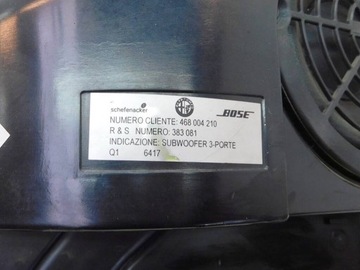 schefenacker BOSE
NUMERO CLIENTE: 468 004 210
R & S NUMERO: 383 081
INDICAZIONE: SUBWOOFER 3-PORTE
Q1 6417